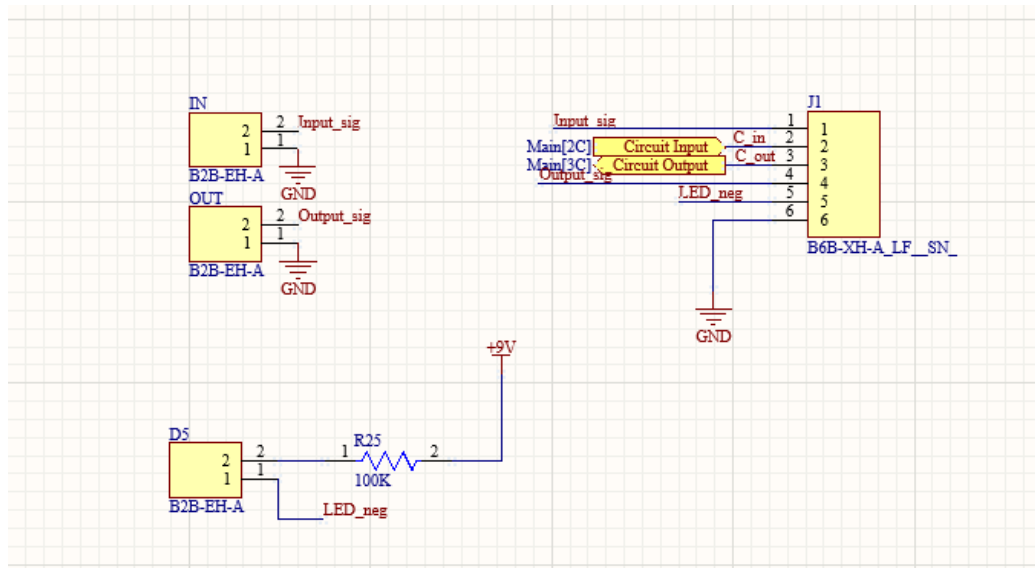 IN
2
1
2
1
Input_sig
B2B-EH-A
GND
OUT
2
1
2
1
Output_sig
B2B-EH-A
GND
J1
Input_sig
1
1
Main[2C]
Circuit Input
C_in
2
2
Main[3C]
Circuit Output
C_out
3
3
Output_sig
4
4
LED_neg
5
5
6
6
B6B-XH-A_LF__SN_
GND
+9V
D5
2
1
2
1
B2B-EH-A
R25
1
2
100K
LED_neg